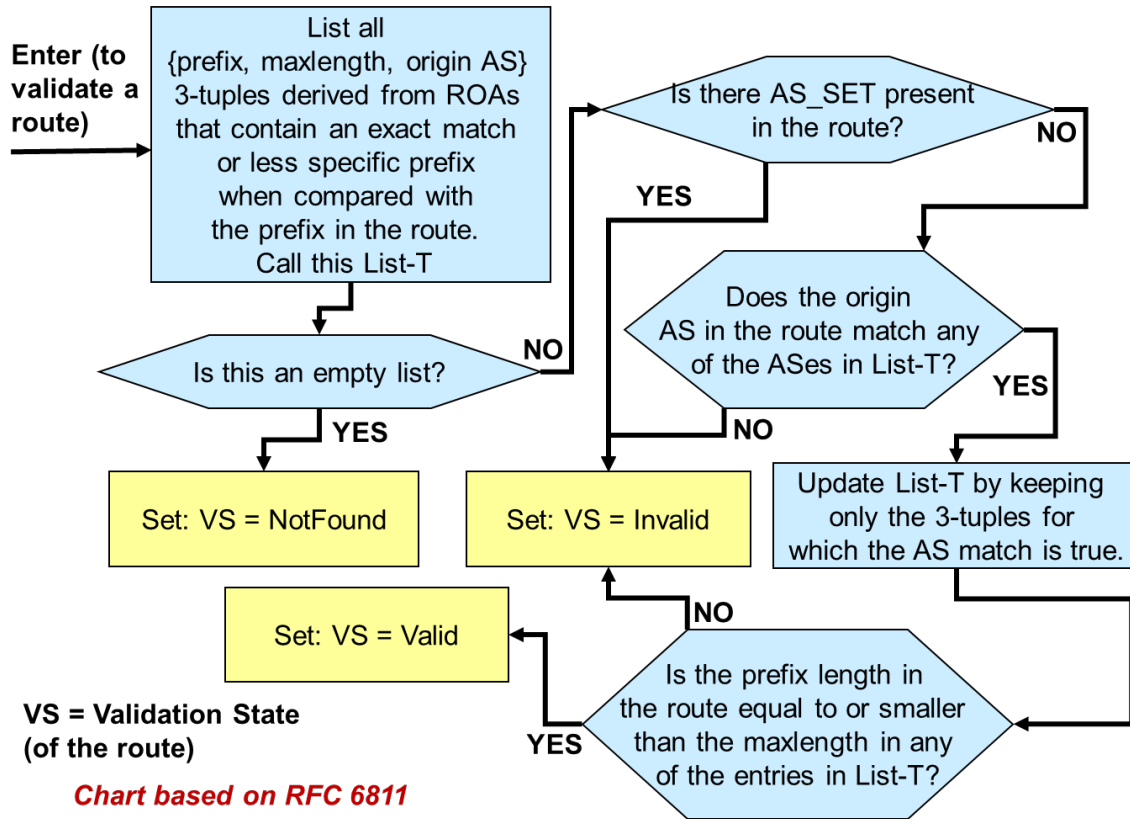 Enter (to
validate a
route)
List all
{prefix, maxlength, origin AS}
3-tuples derived from ROAs
that contain an exact match
or less specific prefix
when compared with
the prefix in the route.
Call this List-T
Is this an empty list?
NO
YES
Set: VS = NotFound
Is there AS_SET present
in the route?
NO
YES
Does the origin
AS in the route match any
of the ASes in List-T?
YES
NO
Set: VS = Invalid
Update List-T by keeping
only the 3-tuples for
which the AS match is true.
Is the prefix length in
the route equal to or smaller
than the maxlength in any
of the entries in List-T?
NO
YES
Set: VS = Valid
VS = Validation State
(of the route)
Chart based on RFC 6811